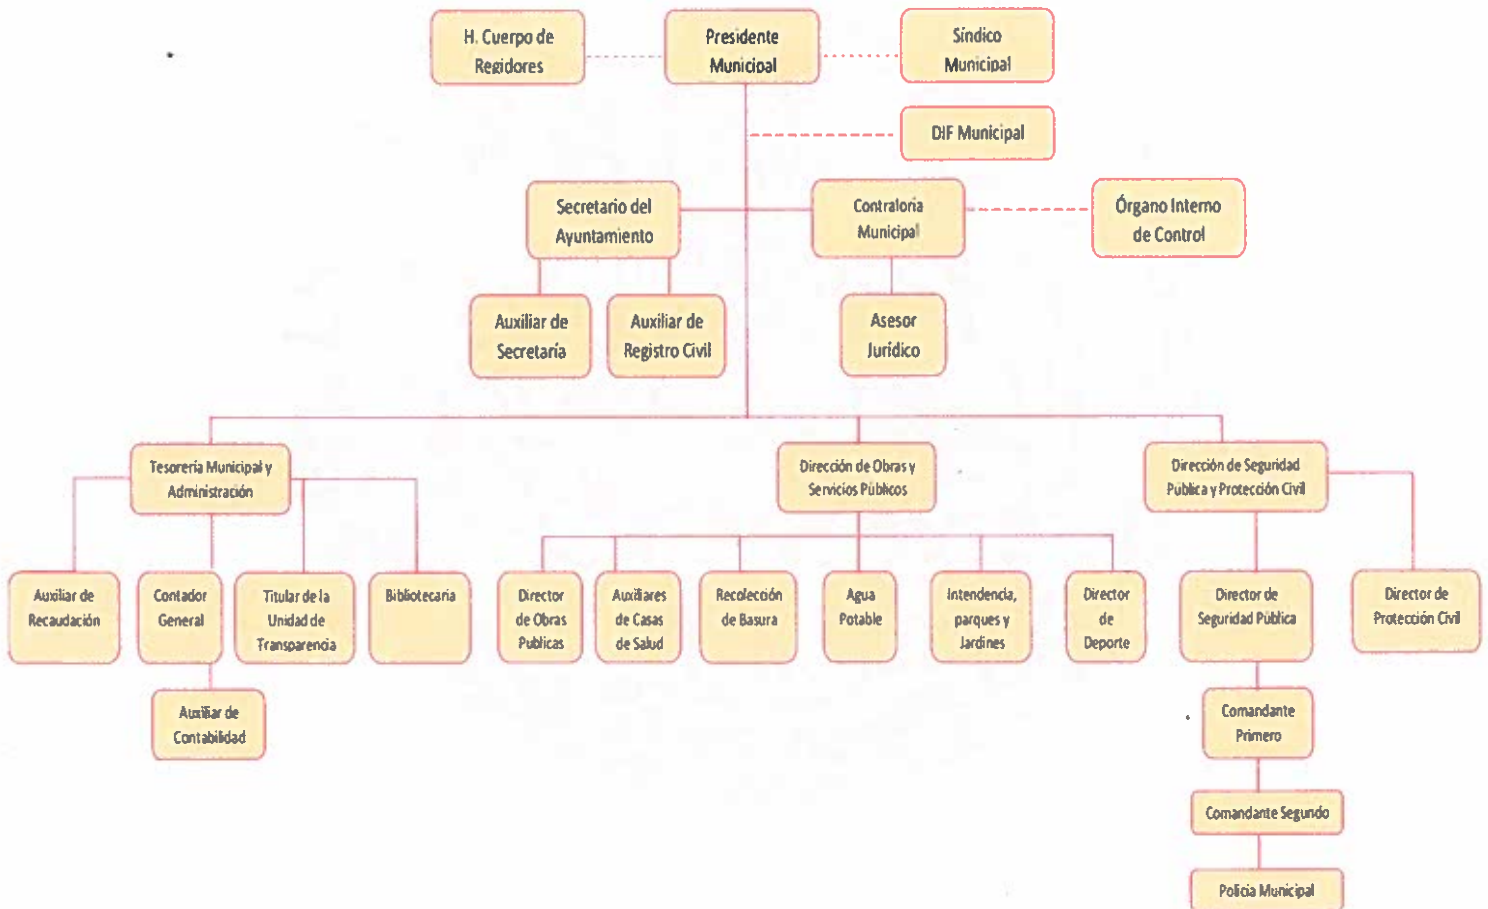 H. Cuerpo de
Regidores
Presidente
Municipal
Síndico
Municipal
DIF Municipal
Secretario del
Ayuntamiento
Contraloria
Municipal
Órgano Interno
de Control
Auxiliar de
Secretaría
Auxiliar de
Registro Civil
Asesor
Jurídico
Tesorería Municipal y
Administración
Dirección de Obras y
Servicios Públicos
Dirección de Seguridad
Pública y Protección Civil
Auxiliar de
Recaudación
Contador
General
Titular de la
Unidad de
Transparencia
Bibliotecaria
Director
de Obras
Publicas
Auxiliares
de Casas
de Salud
Recolección
de Basura
Agua
Potable
Intendencia,
parques y
Jardines
Director
de
Deporte
Director de
Seguridad Pública
Director de
Protección Civil
Auxiliar de
Contabilidad
Comandante
Primero
Comandante Segundo
Policia Municipal